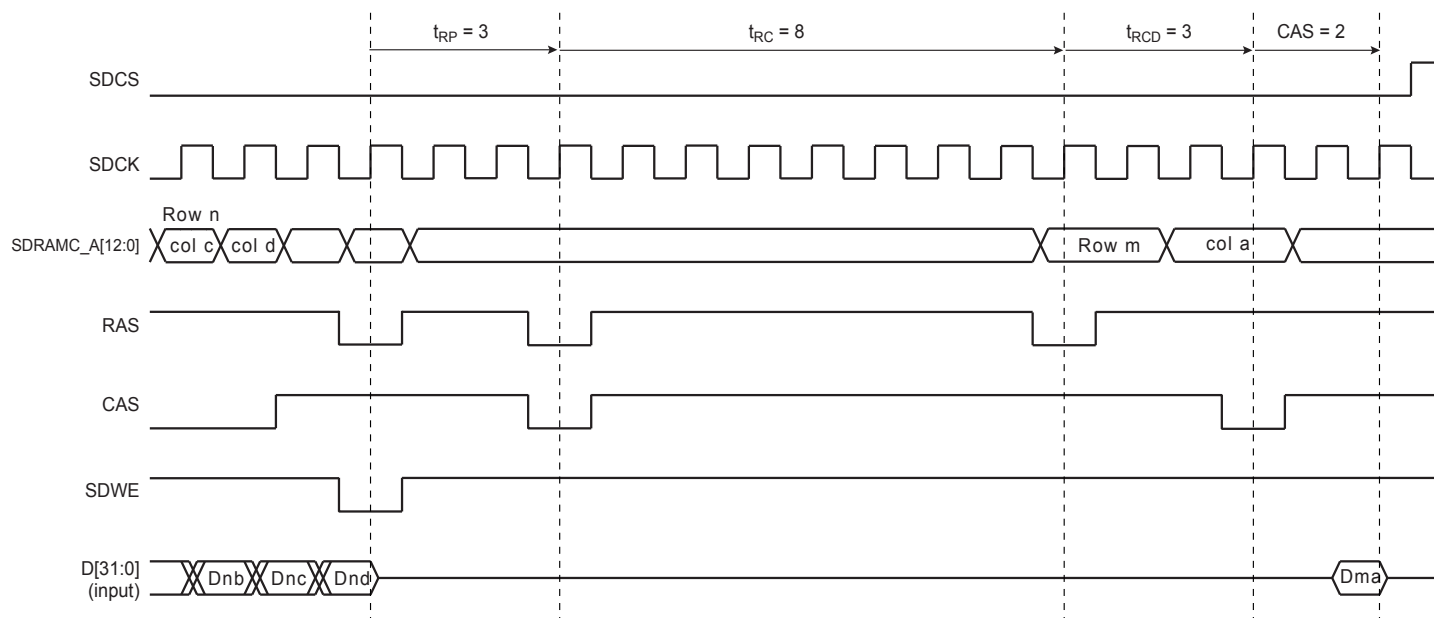 tRP = 3 tRC = 8 tRCD = 3 CAS = 2
SDCS
SDCK
Row n
SDRAMC_A[12:0] col c col d Row m col a
RAS
CAS
SDWE
D[31:0]
(input) Dnb Dnc Dnd Dma